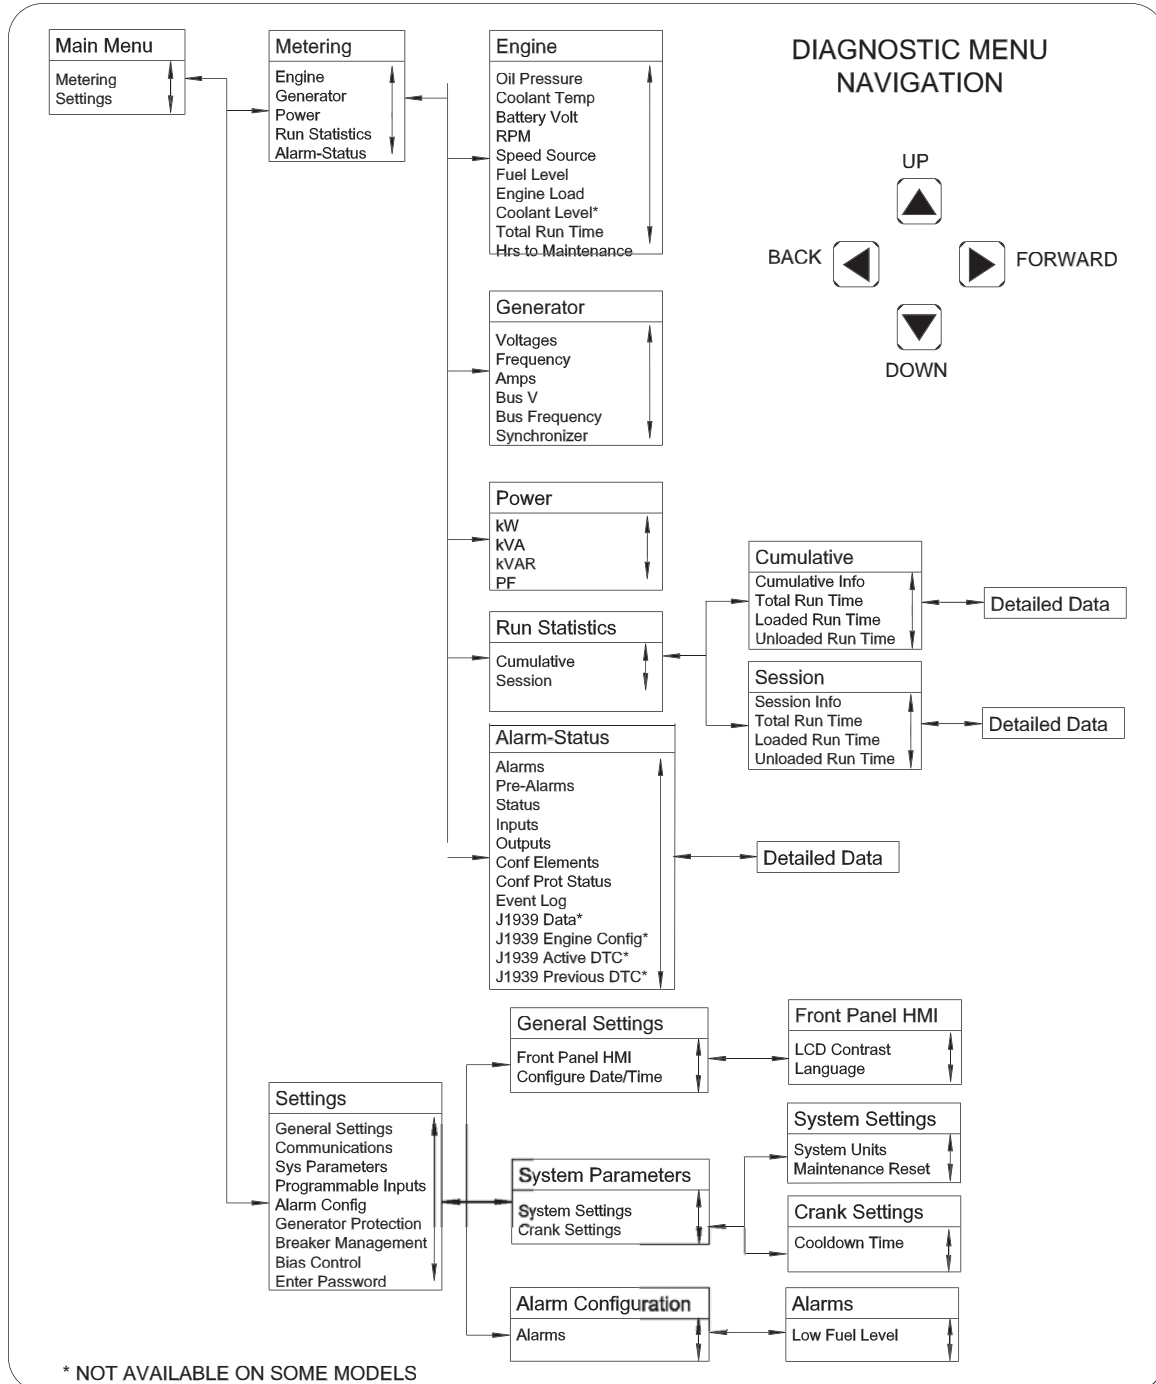 DIAGNOSTIC MENU
NAVIGATION
UP
BACK
FORWARD
DOWN
Main Menu
Metering
Settings
Metering
Engine
Generator
Power
Run Statistics
Alarm-Status
Engine
Oil Pressure
Coolant Temp
Battery Volt
RPM
Speed Source
Fuel Level
Engine Load
Coolant Level*
Total Run Time
Hrs to Maintenance
Generator
Voltages
Frequency
Amps
Bus V
Bus Frequency
Synchronizer
Power
kW
kVA
kVAR
PF
Run Statistics
Cumulative
Session
Cumulative
Cumulative Info
Total Run Time
Loaded Run Time
Unloaded Run Time
Detailed Data
Session
Session Info
Total Run Time
Loaded Run Time
Unloaded Run Time
Detailed Data
Alarm-Status
Alarms
Pre-Alarms
Status
Inputs
Outputs
Conf Elements
Conf Prot Status
Event Log
J1939 Data*
J1939 Engine Config*
J1939 Active DTC*
J1939 Previous DTC*
Detailed Data
Settings
General Settings
Communications
Sys Parameters
Programmable Inputs
Alarm Config
Generator Protection
Breaker Management
Bias Control
Enter Password
General Settings
Front Panel HMI
Configure Date/Time
Front Panel HMI
LCD Contrast
Language
System Parameters
System Settings
Crank Settings
System Settings
System Units
Maintenance Reset
Crank Settings
Cooldown Time
Alarm Configuration
Alarms
Alarms
Low Fuel Level
* NOT AVAILABLE ON SOME MODELS